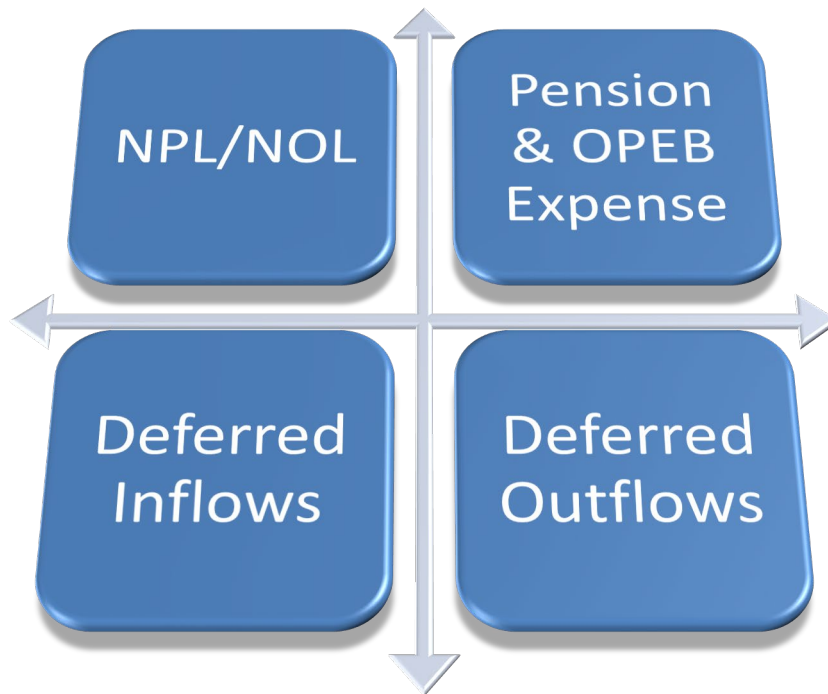 NPL/NOL
Pension
& OPEB
Expense
Deferred
Inflows
Deferred
Outflows